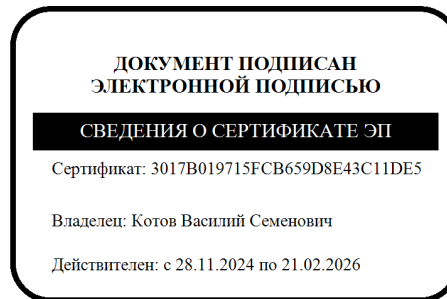 ДОКУМЕНТ ПОДПИСАН
ЭЛЕКТРОННОЙ ПОДПИСЬЮ
СВЕДЕНИЯ О СЕРТИФИКАТЕ ЭП
Сертификат: 3017B019715FCB659D8E43C11DE5
Владелец: Котов Василий Семенович
Действителен: с 28.11.2024 по 21.02.2026